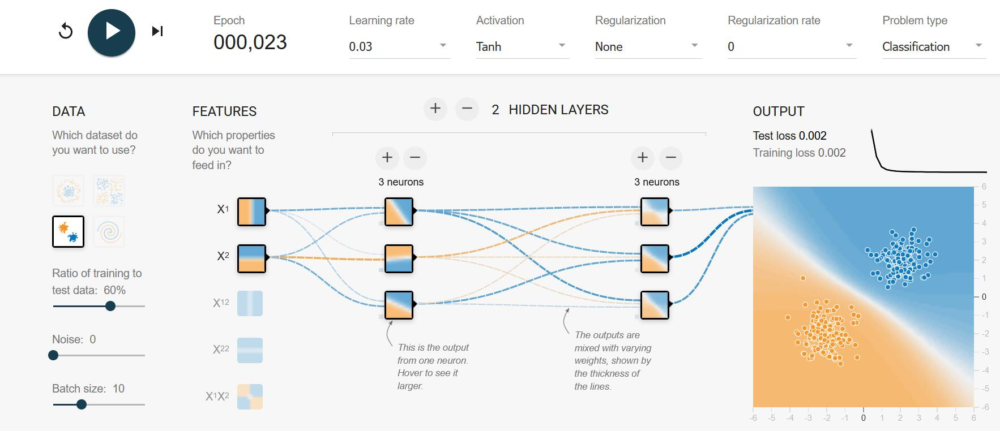 Epoch
000,023
Learning rate
0.03
Activation
Tanh
Regularization
None
Regularization rate
0
Problem type
Classification
DATA
Which dataset do
you want to use?
Ratio of training to
test data: 60%
Noise: 0
Batch size: 10
FEATURES
Which properties
do you want to
feed in?
X1
X2
X12
X22
X1X2
+ − 2 HIDDEN LAYERS
+ −
3 neurons
+ −
3 neurons
This is the output
from one neuron.
Hover to see it
larger.
The outputs are
mixed with varying
weights, shown by
the thickness of
the lines.
OUTPUT
Test loss 0.002
Training loss 0.002
6
5
4
3
2
1
0
-1
-2
-3
-4
-5
-6
-6 -5 -4 -3 -2 -1 0 1 2 3 4 5 6